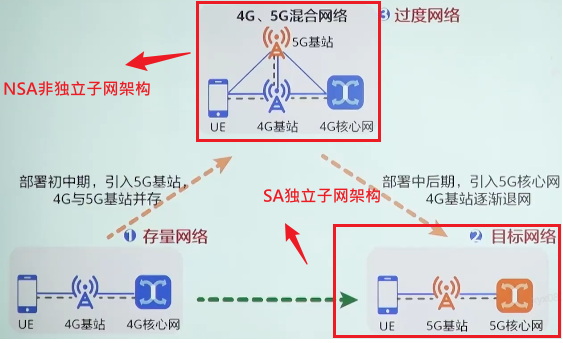 4G、5G混合网络
③ 过度网络
5G基站
NSA非独立子网架构
UE
4G基站
4G核心网
部署初中期，引入5G基站，
4G与5G基站并存
SA独立子网架构
部署中后期，引入5G核心网
4G基站逐渐退网
① 存量网络
② 目标网络
UE
4G基站
4G核心网
UE
5G基站
5G核心网